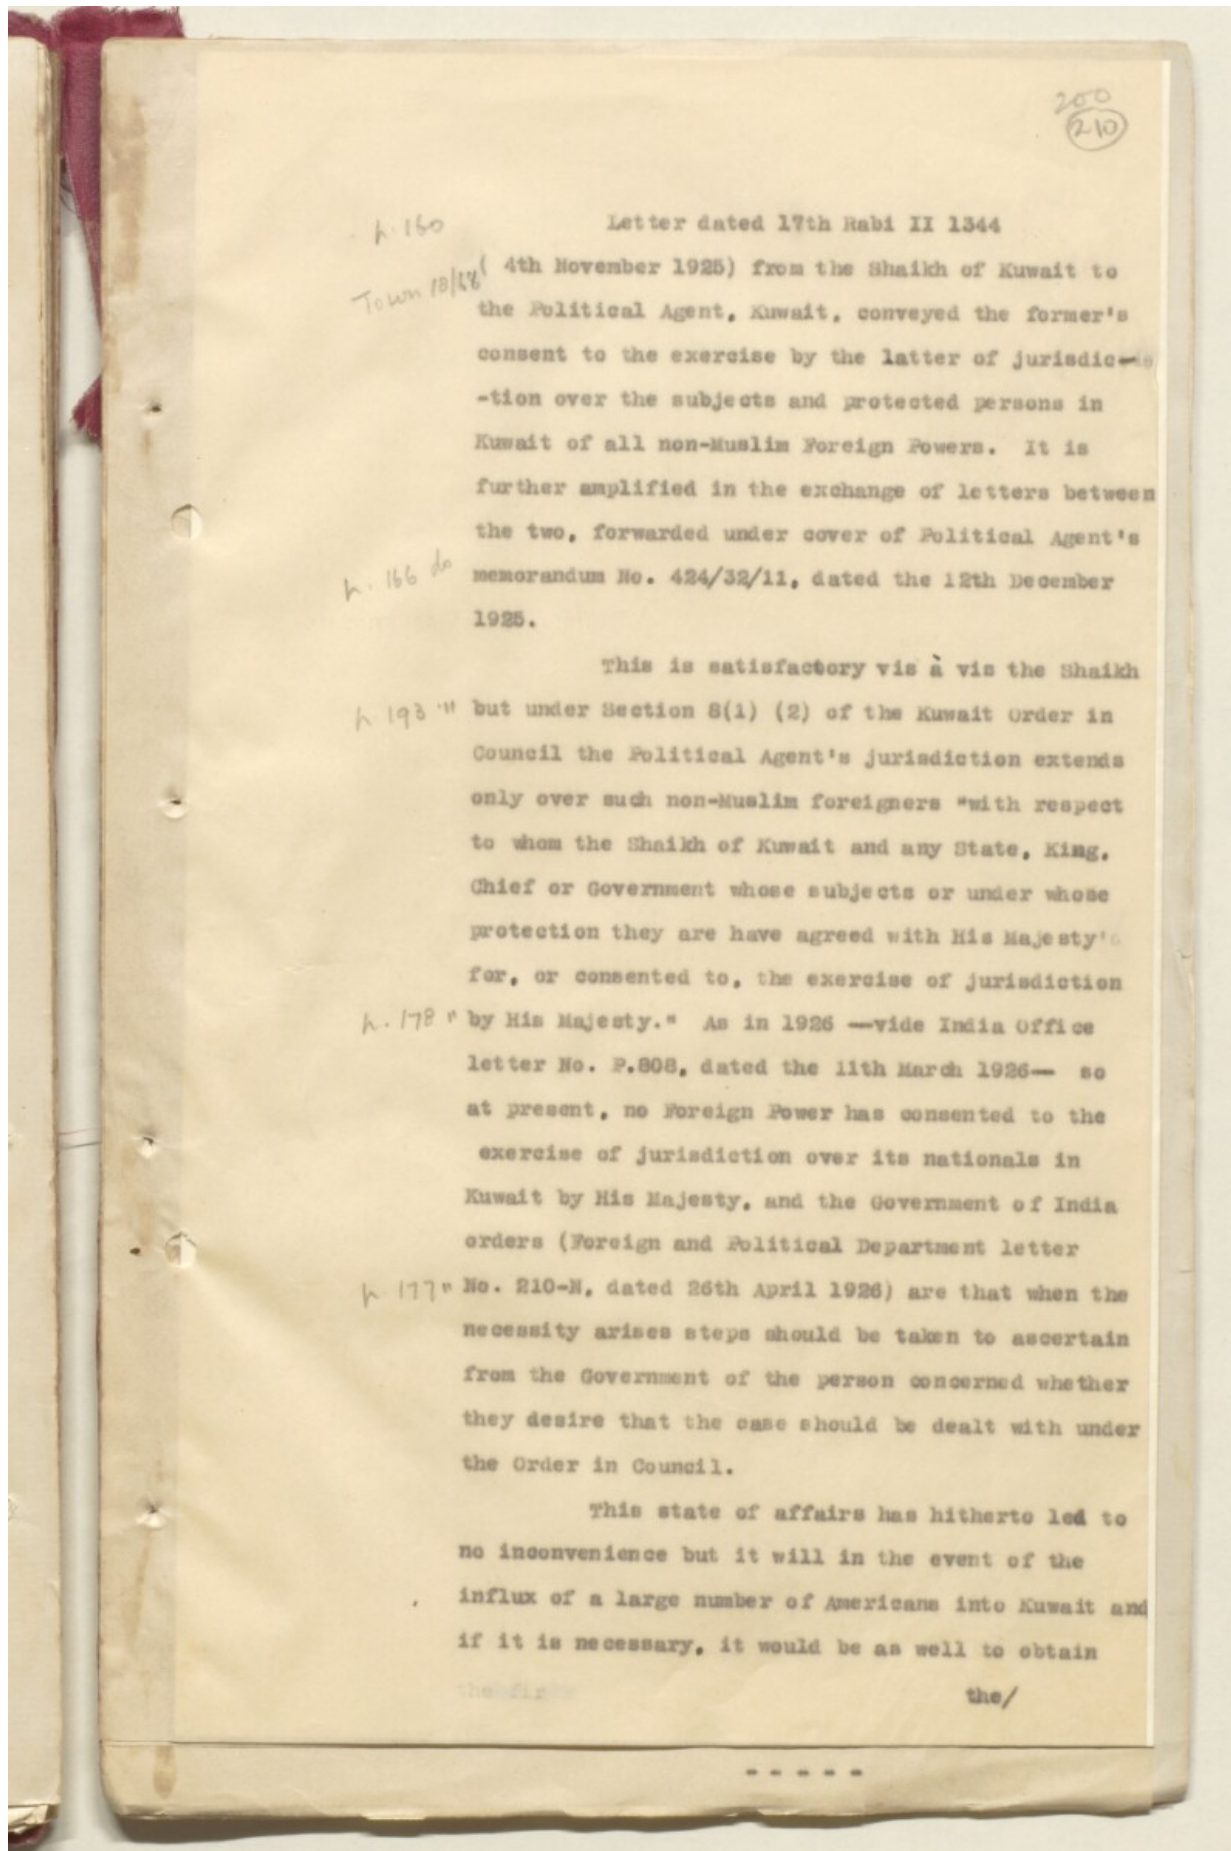 200
210
p. 160
Letter dated 17th Rabi II 1344
Town 18/68
( 4th November 1925) from the Shaikh of Kuwait to
the Political Agent, Kuwait, conveyed the former's
consent to the exercise by the latter of jurisdic-
-tion over the subjects and protected persons in
Kuwait of all non-Muslim Foreign Powers. It is
further amplified in the exchange of letters between
the two, forwarded under cover of Political Agent's
p. 166 do
memorandum No. 424/32/11, dated the 12th December
1925.
This is satisfactory vis à vis the Shaikh
p. 193 "
but under Section 8(1) (2) of the Kuwait Order in
Council the Political Agent's jurisdiction extends
only over such non-Muslim foreigners "with respect
to whom the Shaikh of Kuwait and any State, King,
Chief or Government whose subjects or under whose
protection they are have agreed with His Majesty's
for, or consented to, the exercise of jurisdiction
p. 178 "
by His Majesty." As in 1926 —vide India Office
letter No. P.808, dated the 11th March 1926— so
at present, no Foreign Power has consented to the
exercise of jurisdiction over its nationals in
Kuwait by His Majesty, and the Government of India
orders (Foreign and Political Department letter
p. 177 "
No. 210-N, dated 26th April 1926) are that when the
necessity arises steps should be taken to ascertain
from the Government of the person concerned whether
they desire that the case should be dealt with under
the Order in Council.
This state of affairs has hitherto led to
no inconvenience but it will in the event of the
influx of a large number of Americans into Kuwait and
if it is necessary, it would be as well to obtain
the/
- - - - -